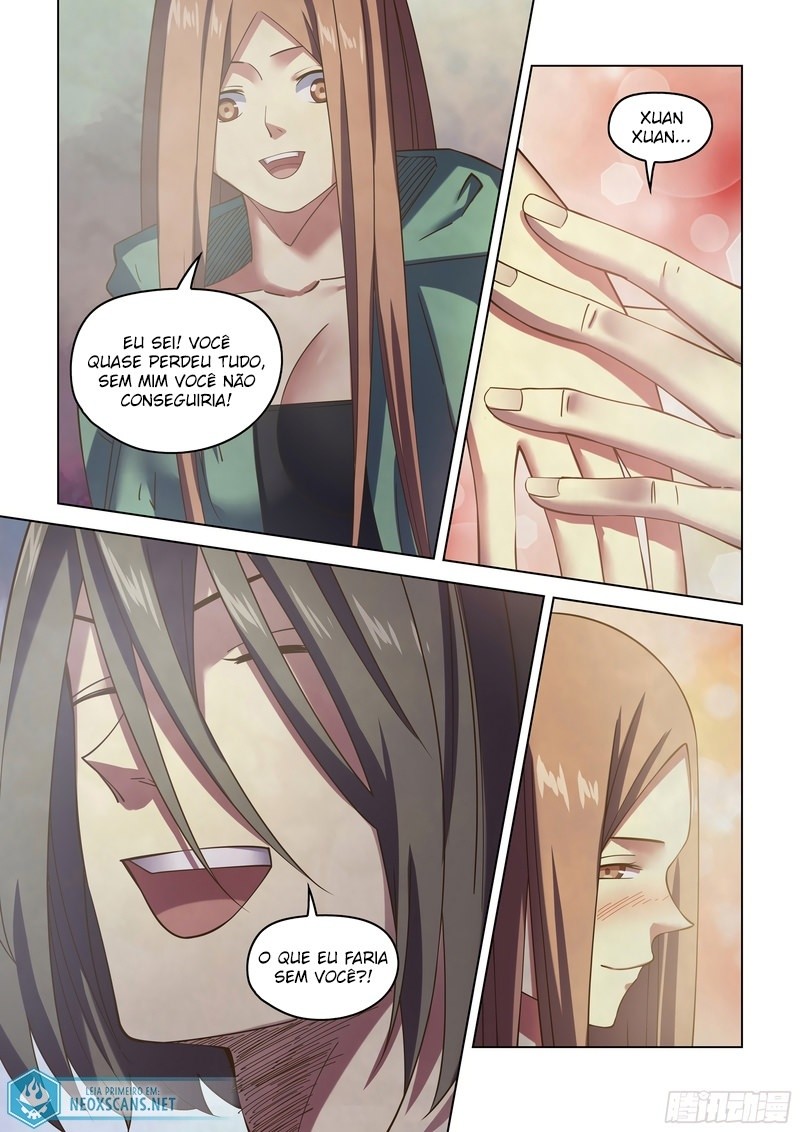 EU SEI! VOCÊ
QUASE PERDEU TUDO,
SEM MIM VOCÊ NÃO
CONSEGUIRIA!
XUAN
XUAN...
O QUE EU FARIA
SEM VOCÊ?!
LEIA PRIMEIRO EM:
NEOXSCANS.NET
腾讯动漫